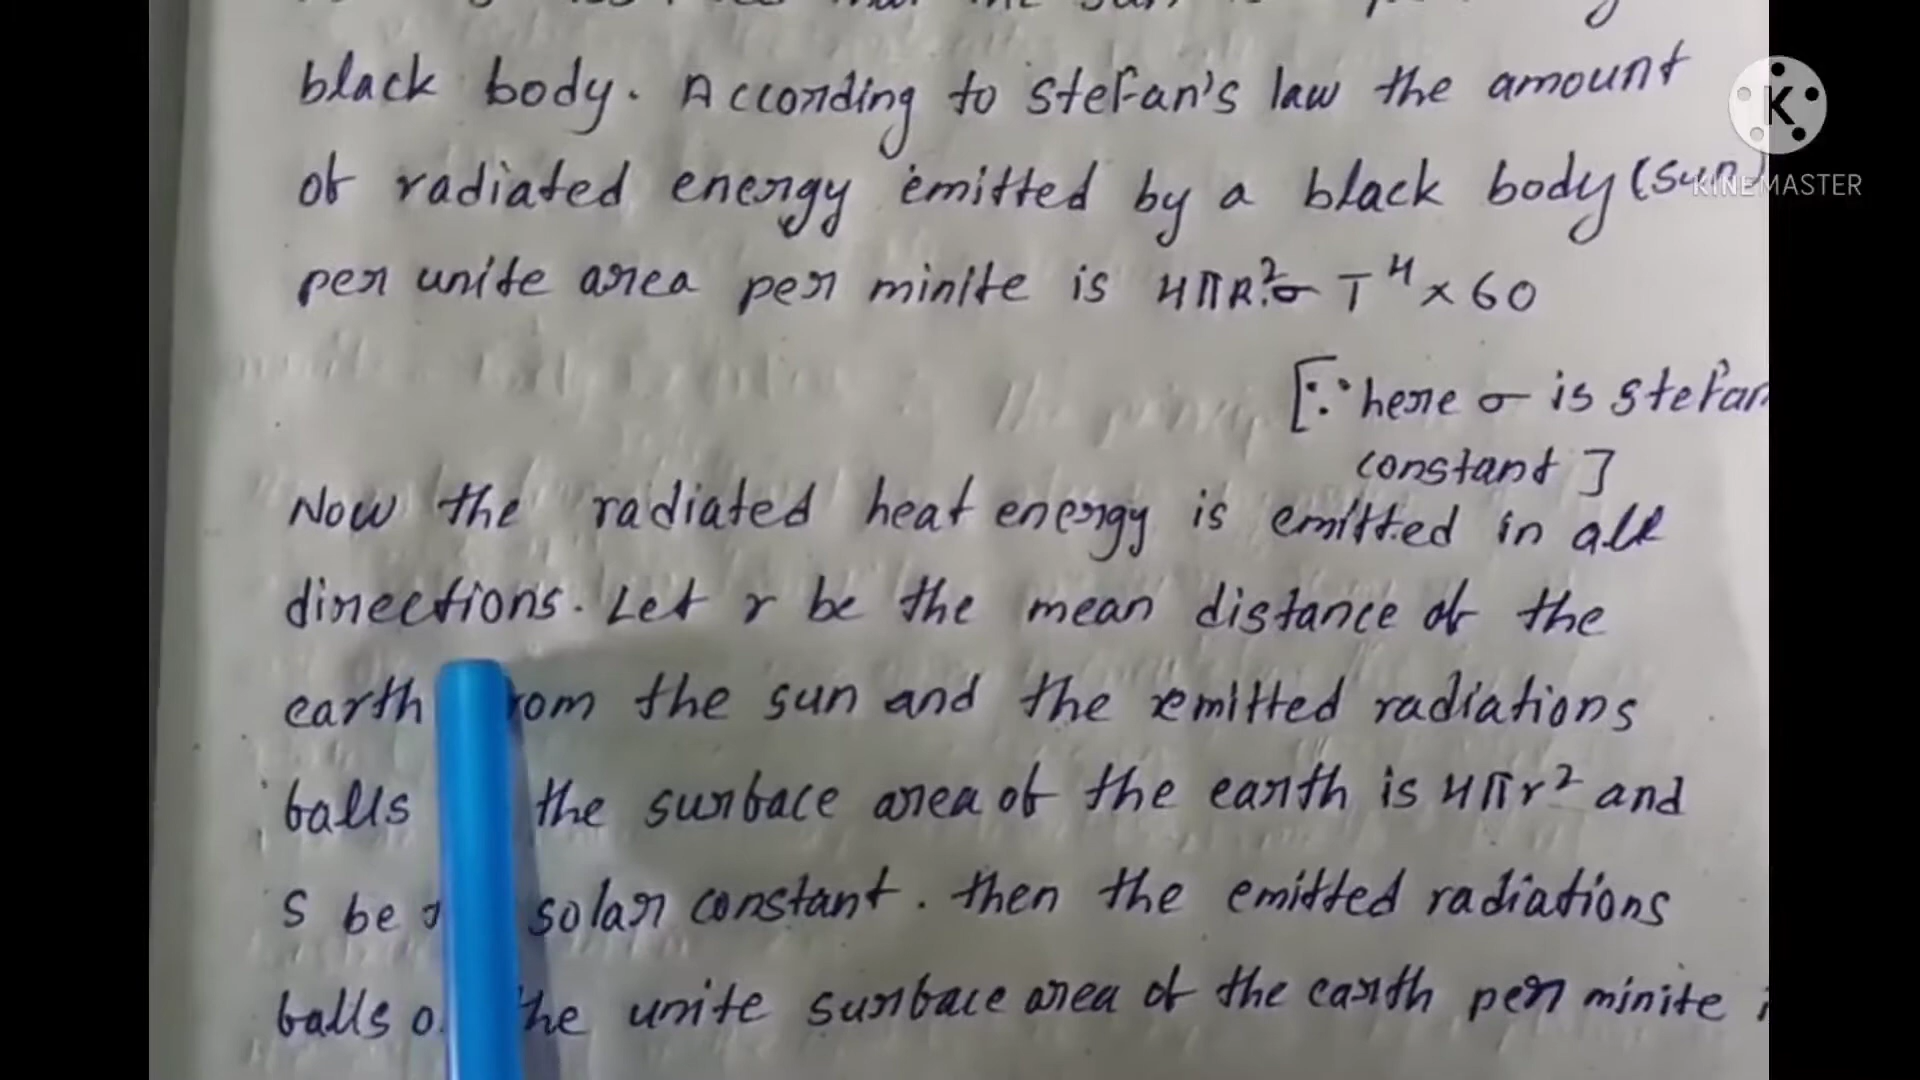 black body. According to stefan's law the amount
of radiated energy emitted by a black body (sun)
per unite area per minite is 4πR²σ T⁴ × 60
[∵ here σ is stefan
constant ]
Now the radiated heat energy is emitted in all
directions. Let r be the mean distance of the
earth from the sun and the emitted radiations
falls the surface area of the earth is 4πr² and
S be solar constant. then the emitted radiations
falls the unite surface area of the earth per minite
K
KINEMASTER